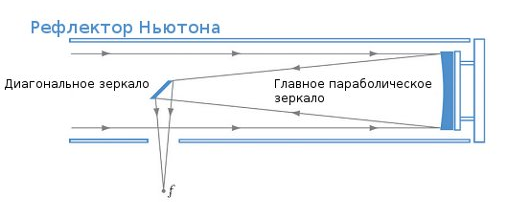 Рефлектор Ньютона
Диагональное зеркало
Главное параболическое
зеркало
f